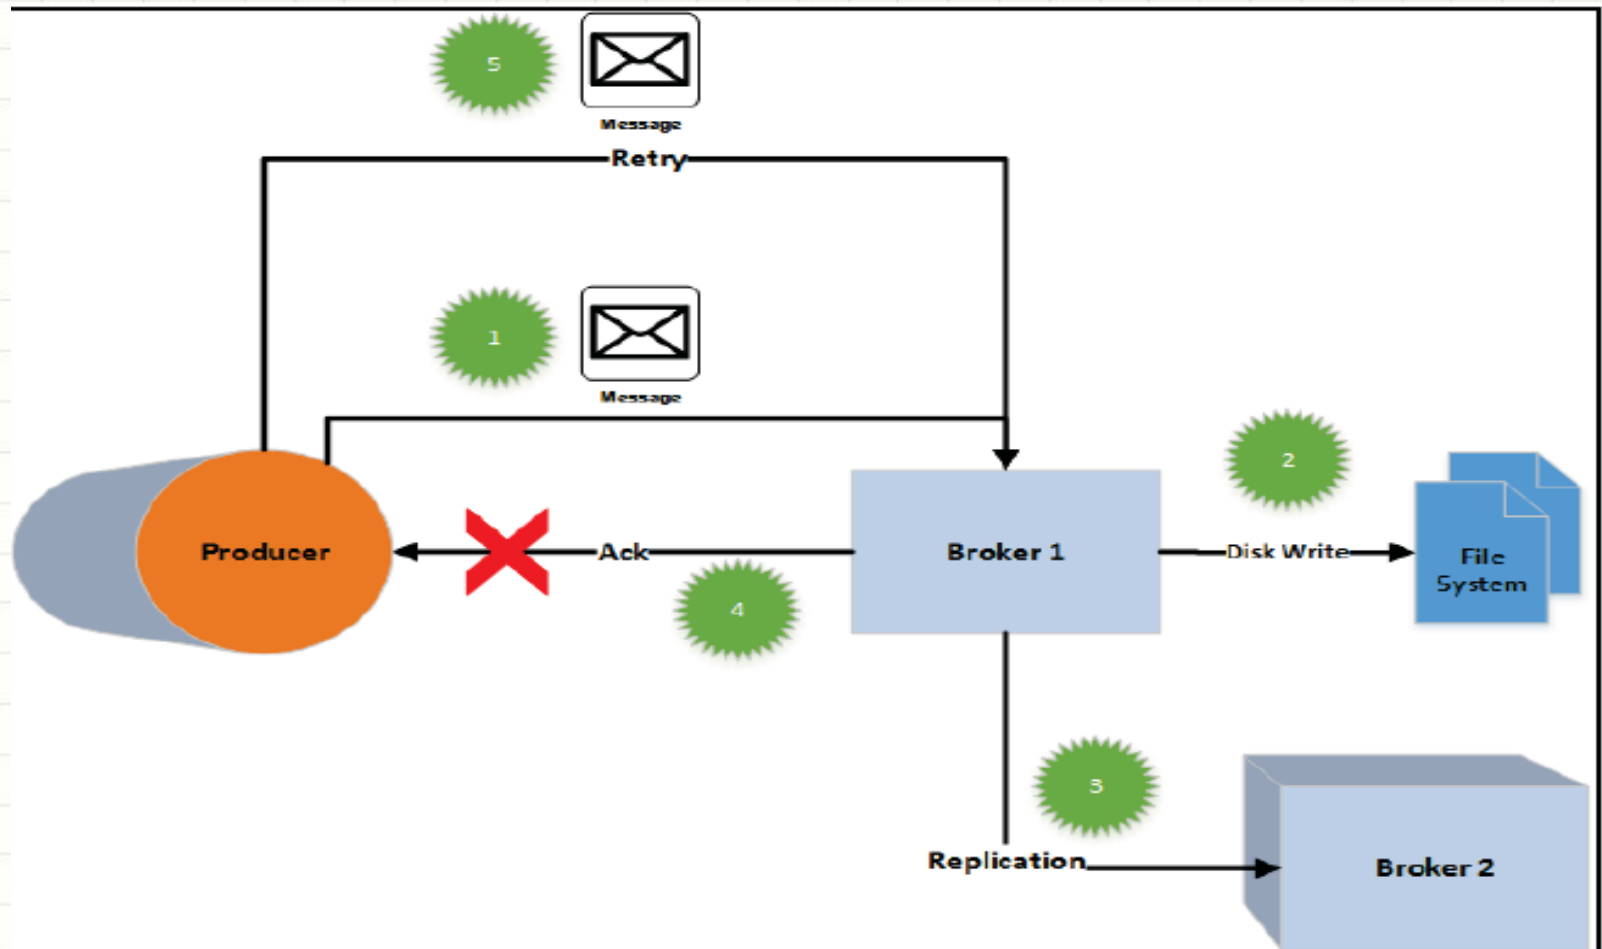 5
Message
Retry
1
Message
2
Producer
Ack
Broker 1
Disk Write
File
System
4
3
Replication
Broker 2